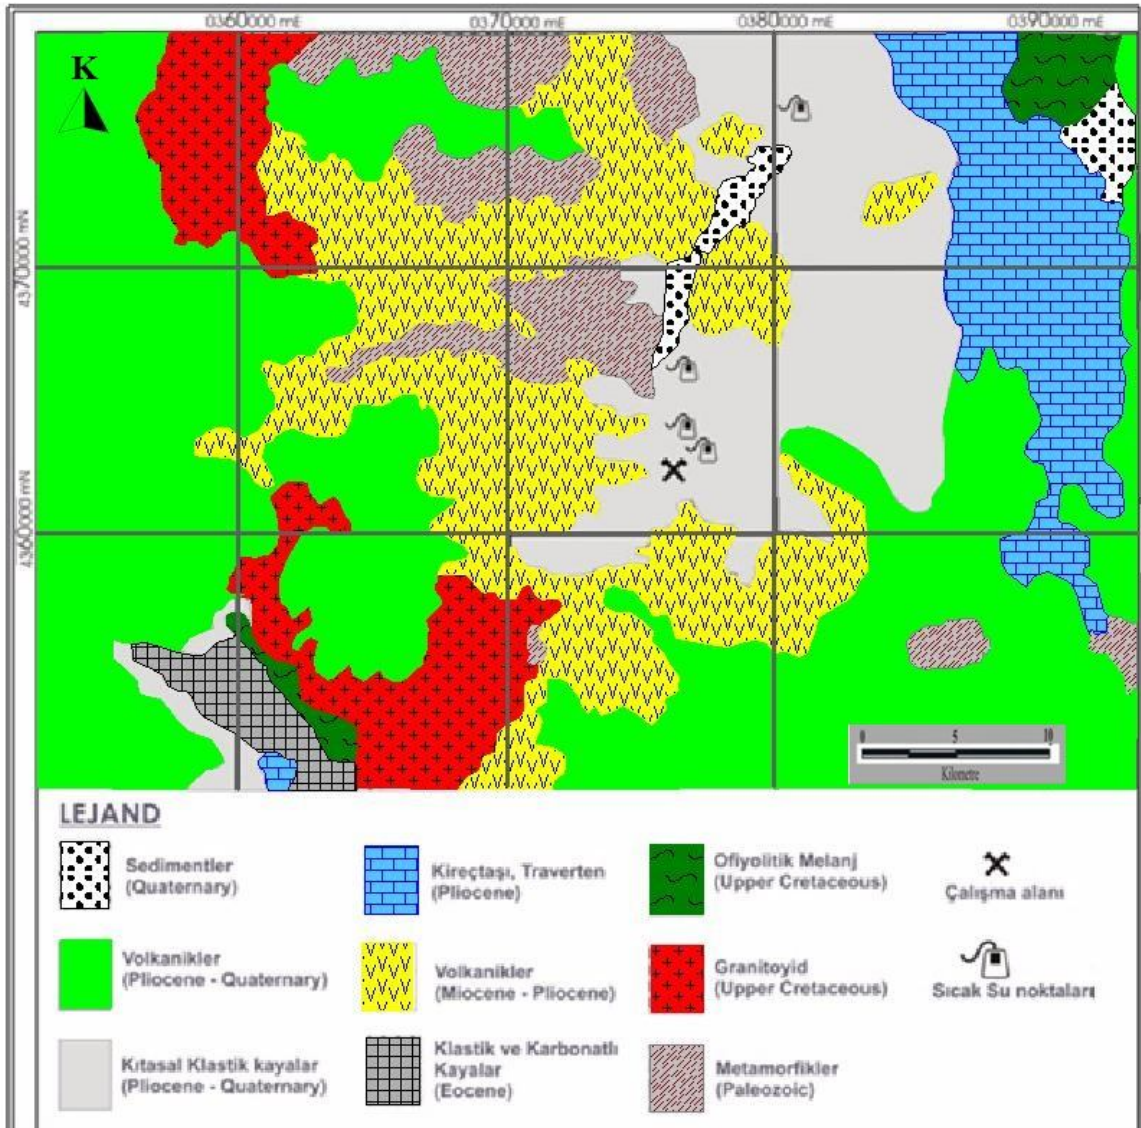 0360000 mE
0370000 mE
0380000 mE
0390000 mE
K
4370000 mN
4360000 mN
0 5 10
Kilometre
LEJAND
Sedimentler
(Quaternary)
Kireçtaşı, Traverten
(Pliocene)
Ofiyolitik Melanj
(Upper Cretaceous)
Çalışma alanı
Volkanikler
(Pliocene - Quaternary)
Volkanikler
(Miocene - Pliocene)
Granitoyid
(Upper Cretaceous)
Sıcak Su noktaları
Kıtasal Klastik kayalar
(Pliocene - Quaternary)
Klastik ve Karbonatlı
Kayalar
(Eocene)
Metamorfikler
(Paleozoic)